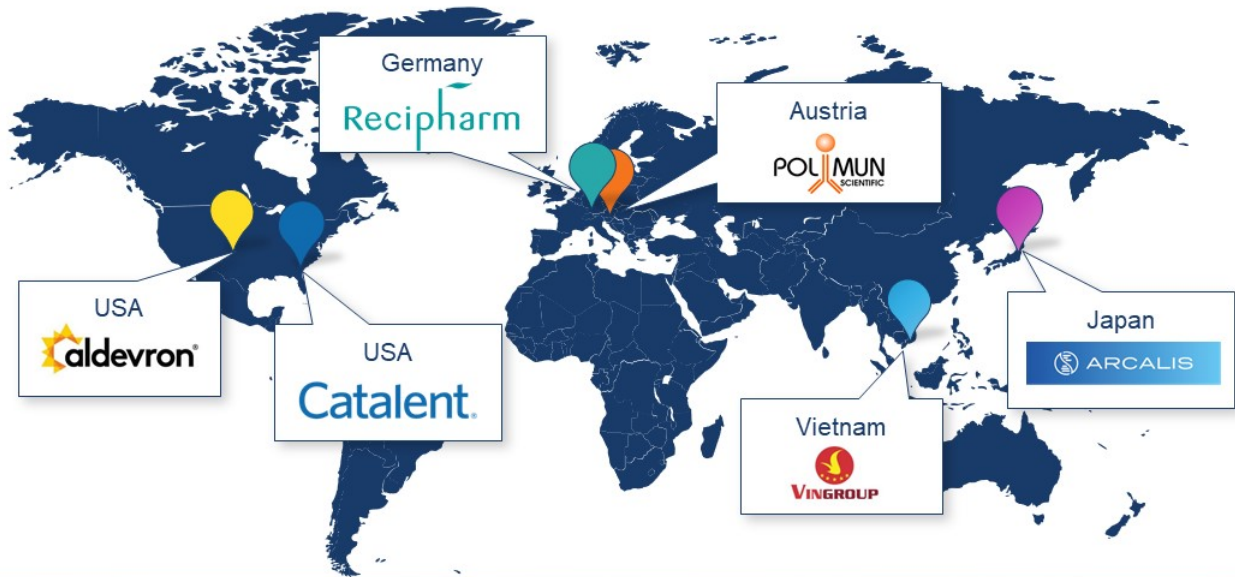 Germany
Recipharm
Austria
POLYMUN
SCIENTIFIC
USA
aldevron®
USA
Catalent.
Vietnam
VINGROUP
Japan
ARCALIS